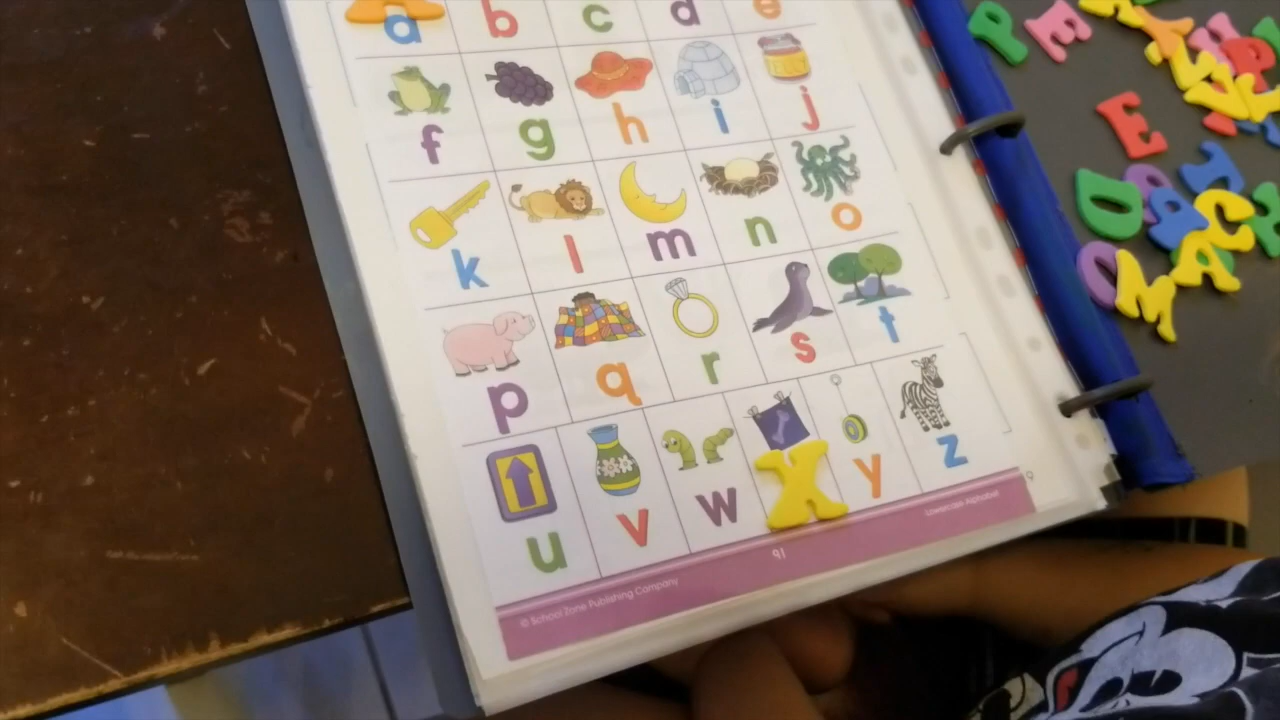 a b c d e
f g h i j
k l m n o
p q r s t
u v w X y z
© School Zone Publishing Company
91
Lowercase Alphabet
P E
E
D
C
M